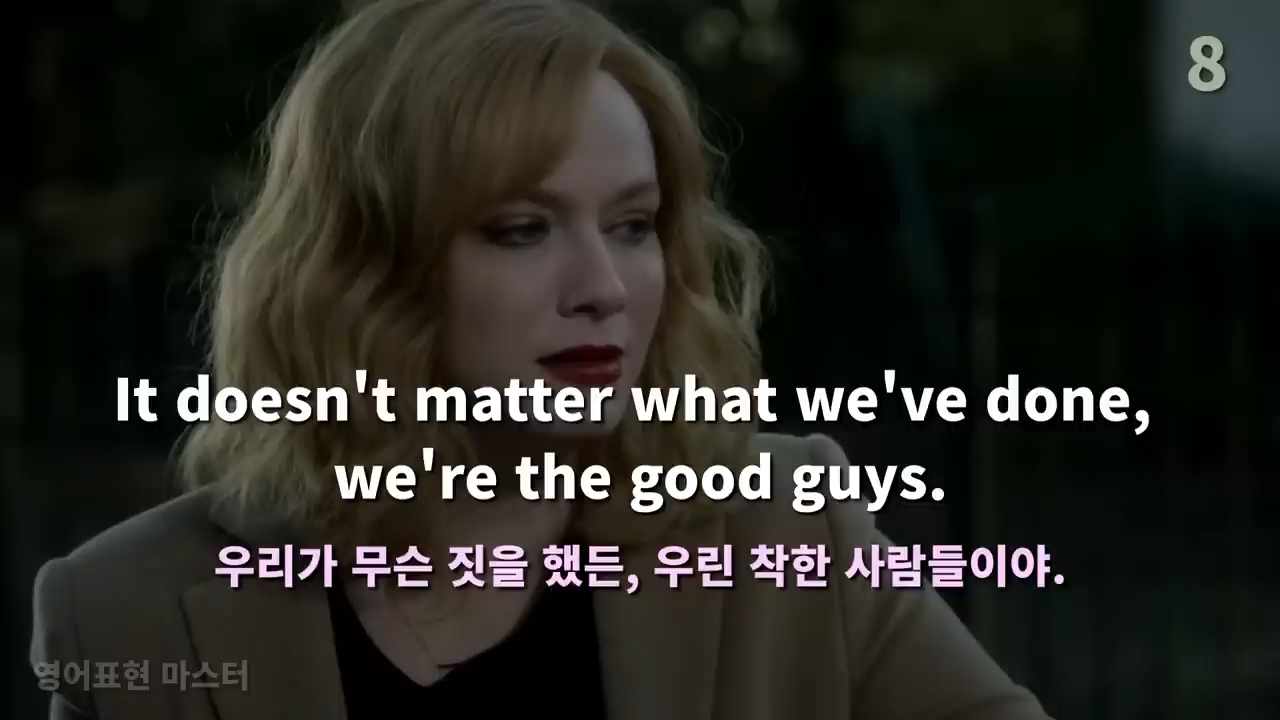 8
It doesn't matter what we've done,
we're the good guys.
우리가 무슨 짓을 했든, 우린 착한 사람들이야.
영어표현 마스터